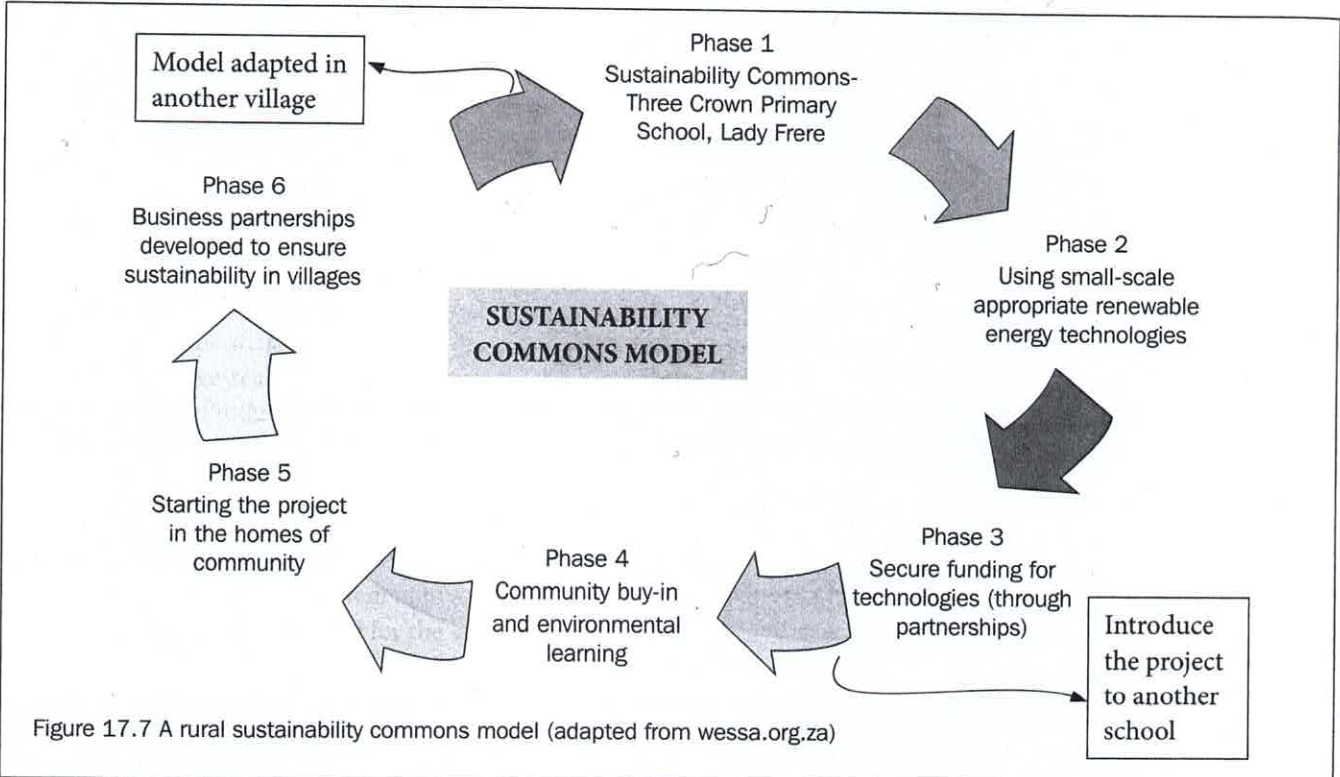 Model adapted in
another village
Phase 1
Sustainability Commons-
Three Crown Primary
School, Lady Frere
Phase 2
Using small-scale
appropriate renewable
energy technologies
Phase 3
Secure funding for
technologies (through
partnerships)
Introduce
the project
to another
school
Phase 4
Community buy-in
and environmental
learning
Phase 5
Starting the project
in the homes of
community
Phase 6
Business partnerships
developed to ensure
sustainability in villages
SUSTAINABILITY
COMMONS MODEL
Figure 17.7 A rural sustainability commons model (adapted from wessa.org.za)